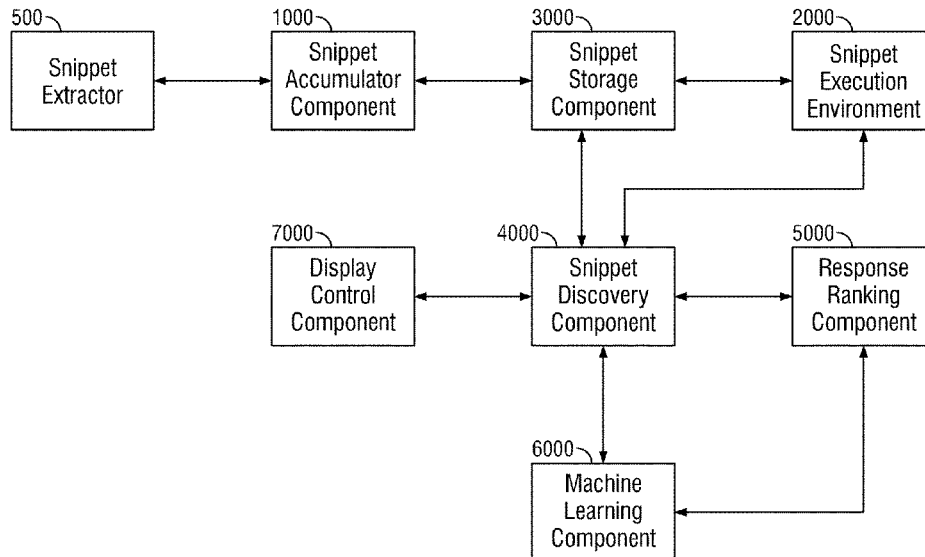 500
Snippet
Extractor
1000
Snippet
Accumulator
Component
3000
Snippet
Storage
Component
2000
Snippet
Execution
Environment
7000
Display
Control
Component
4000
Snippet
Discovery
Component
5000
Response
Ranking
Component
6000
Machine
Learning
Component